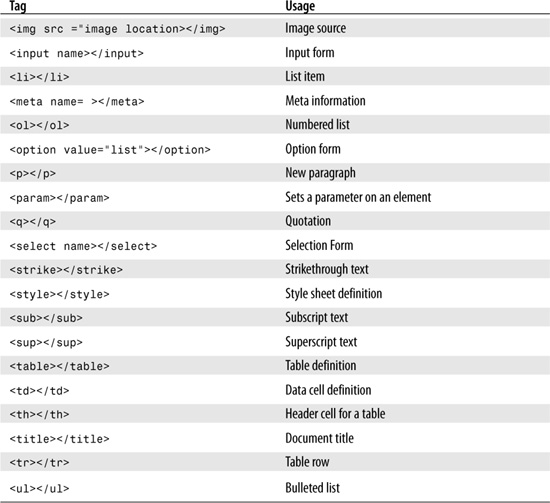 Tag Usage
<img src ="image location></img> Image source
<input name></input> Input form
<li></li> List item
<meta name= ></meta> Meta information
<ol></ol> Numbered list
<option value="list"></option> Option form
<p></p> New paragraph
<param></param> Sets a parameter on an element
<q></q> Quotation
<select name></select> Selection Form
<strike></strike> Strikethrough text
<style></style> Style sheet definition
<sub></sub> Subscript text
<sup></sup> Superscript text
<table></table> Table definition
<td></td> Data cell definition
<th></th> Header cell for a table
<title></title> Document title
<tr></tr> Table row
<ul></ul> Bulleted list